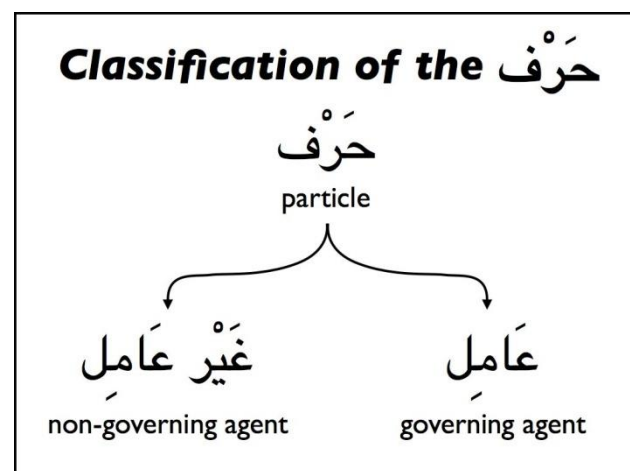 Classification of the حَرْف
حَرْف
particle
غَيْر عَامِل
عَامِل
non-governing agent
governing agent